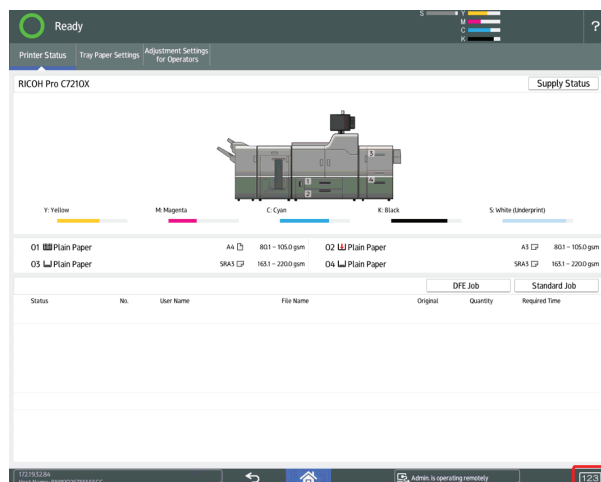 Ready
S Y
M
C
K
?
Printer Status Tray Paper Settings Adjustment Settings for Operators
RICOH Pro C7210X
Supply Status
3
4
1
2
Y: Yellow M: Magenta C: Cyan K: Black S: White (Underprint)
01 Plain Paper A4 80.1 – 105.0 gsm 02 Plain Paper A3 80.1 – 105.0 gsm
03 Plain Paper SRA3 163.1 – 220.0 gsm 04 Plain Paper SRA3 163.1 – 220.0 gsm
DFE Job Standard Job
Status No. User Name File Name Original Quantity Required Time
172.19.32.84
Admin. is operating remotely
123